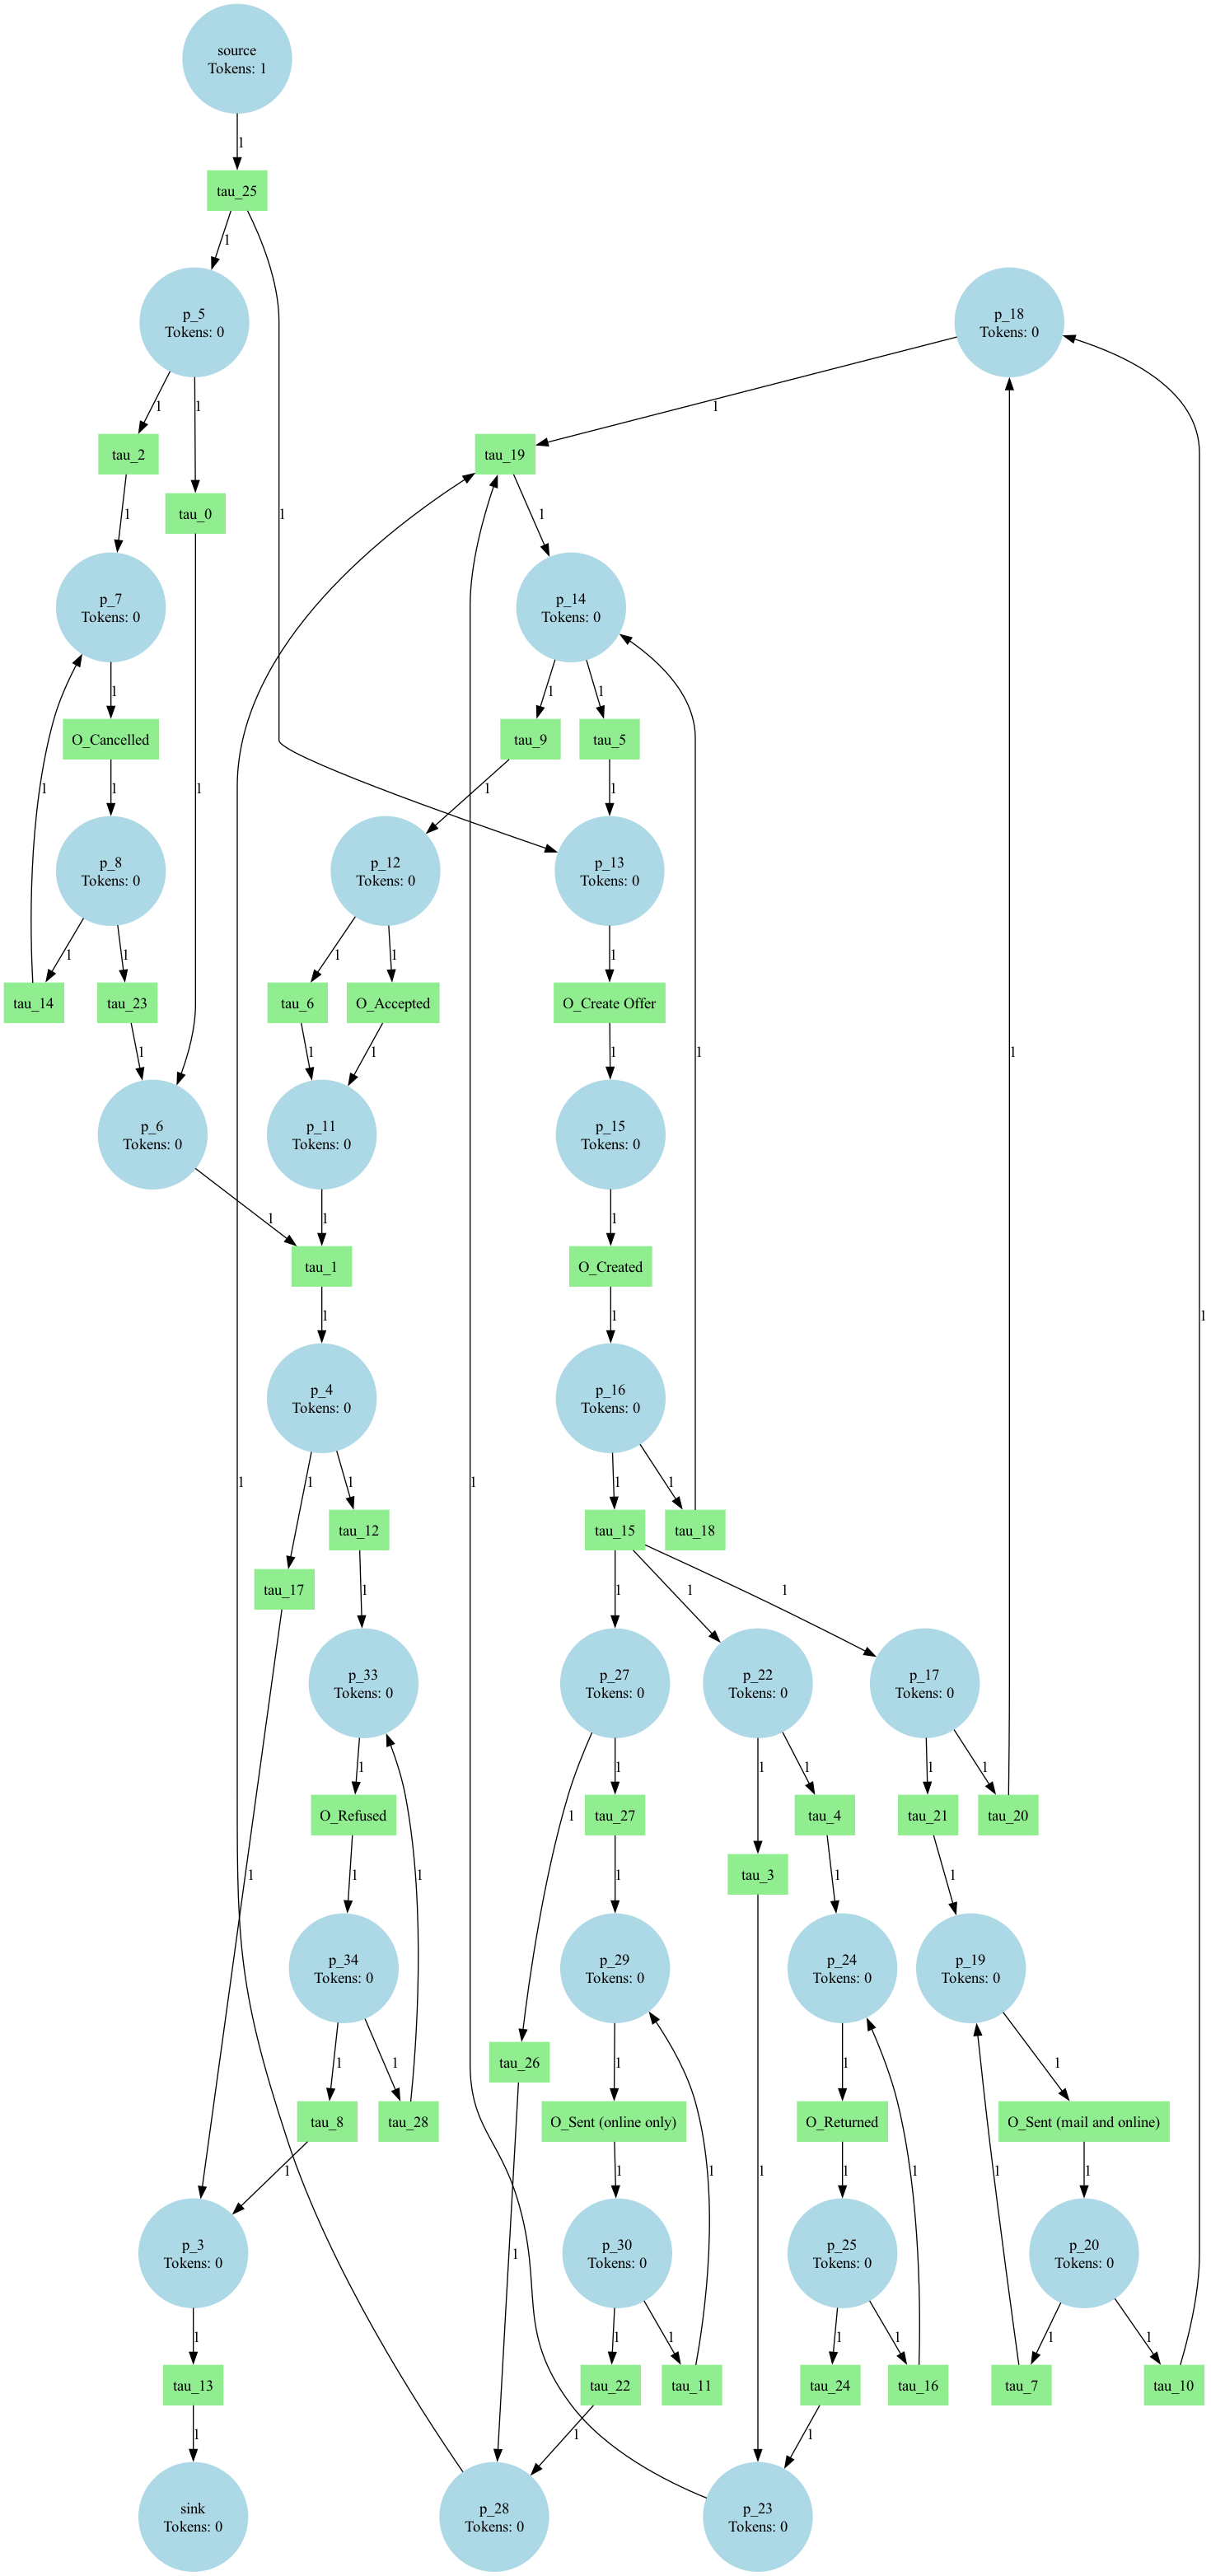 source
Tokens: 1
1
tau_25
1
p_5
Tokens: 0
p_18
Tokens: 0
1
1
1
tau_2
tau_19
tau_0
1
1
1
p_7
Tokens: 0
p_14
Tokens: 0
1
1
1
O_Cancelled
tau_9
tau_5
1
1
1
1
1
p_8
Tokens: 0
p_12
Tokens: 0
p_13
Tokens: 0
1
1
1
1
1
tau_14
tau_23
tau_6
O_Accepted
O_Create Offer
1
1
1
1
1
1
p_6
Tokens: 0
p_11
Tokens: 0
p_15
Tokens: 0
1
1
1
tau_1
O_Created
1
1
p_4
Tokens: 0
p_16
Tokens: 0
1
1
1
1
1
1
tau_12
tau_15
tau_18
tau_17
1
1
1
1
p_33
Tokens: 0
p_27
Tokens: 0
p_22
Tokens: 0
p_17
Tokens: 0
1
1
1
1
1
1
O_Refused
1
tau_27
tau_4
tau_21
tau_20
tau_3
1
1
1
1
1
1
p_34
Tokens: 0
p_29
Tokens: 0
p_24
Tokens: 0
p_19
Tokens: 0
tau_26
1
1
1
1
1
tau_8
tau_28
O_Sent (online only)
O_Returned
O_Sent (mail and online)
1
1
1
1
1
1
1
1
p_3
Tokens: 0
1
p_30
Tokens: 0
p_25
Tokens: 0
p_20
Tokens: 0
1
1
1
1
1
1
1
tau_13
tau_22
tau_11
tau_24
tau_16
tau_7
tau_10
1
1
1
sink
Tokens: 0
p_28
Tokens: 0
p_23
Tokens: 0